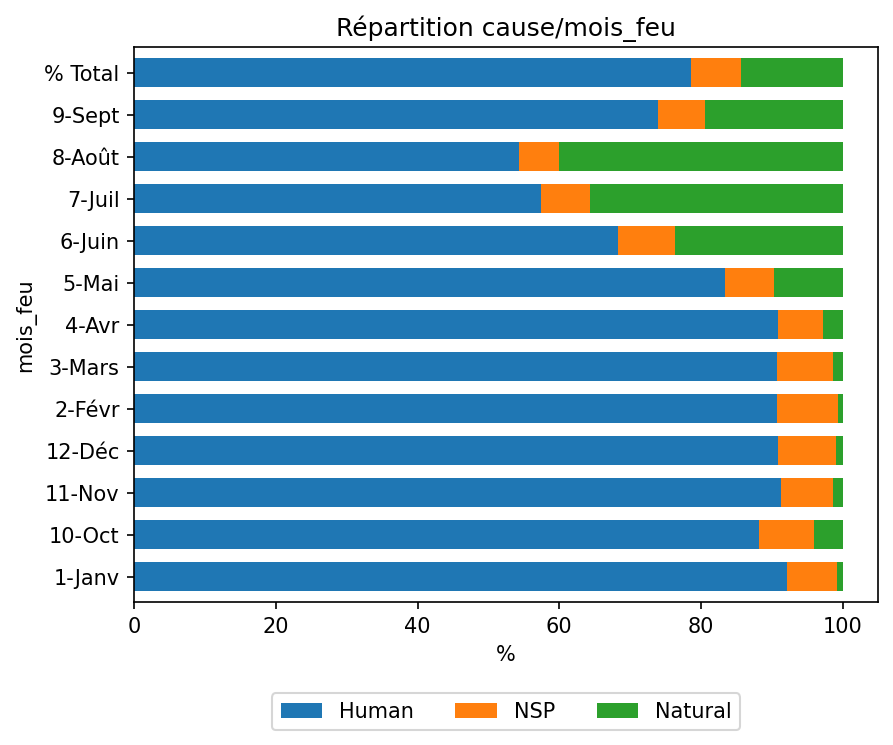 Répartition cause/mois_feu
% Total
9-Sept
8-Août
7-Juil
6-Juin
5-Mai
4-Avr
3-Mars
2-Févr
12-Déc
11-Nov
10-Oct
1-Janv
mois_feu
0 20 40 60 80 100
%
Human NSP Natural